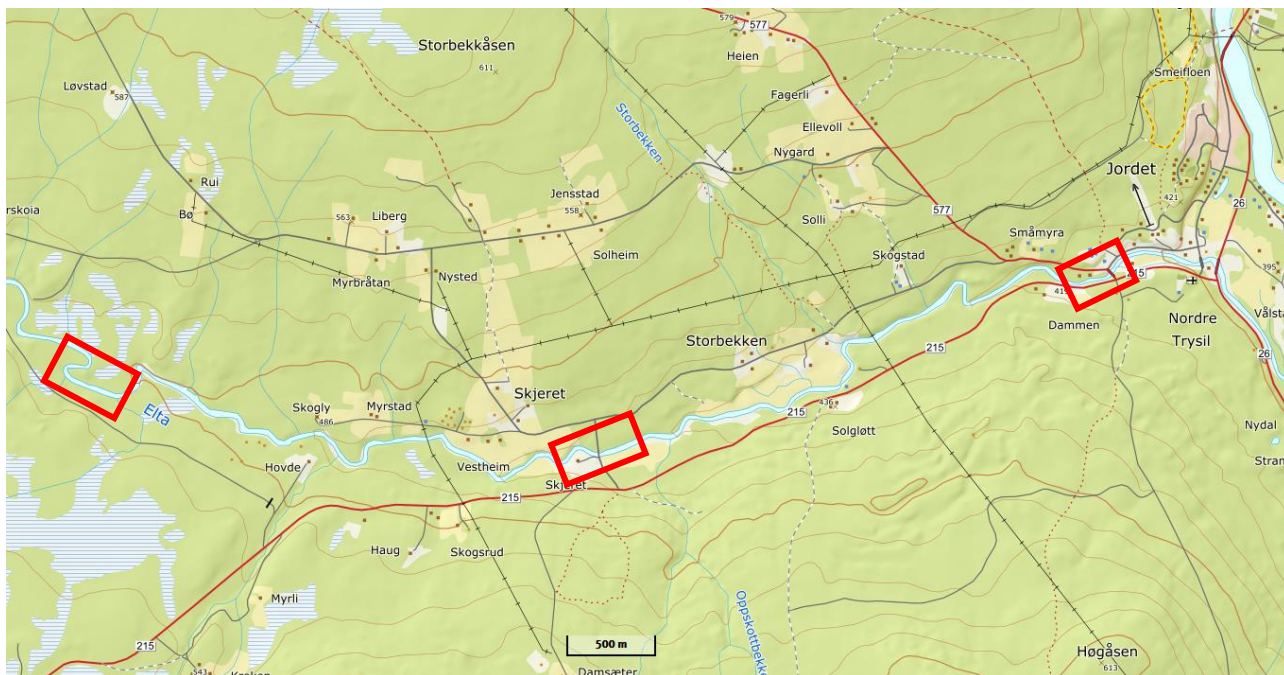 577
579
Heien
Storbekkåsen
611
Løvstad
587
Smeifloen
Fagerli
Storbekken
Ellevoll
Nygard
Jordet
Rui
Jensstad
558
421
577
26
Bø
563
Liberg
Solli
Småmyra
rskoia
Solheim
Skogstad
Myrbråtan
Nysted
395
215
Dammen
Nordre
Trysil
Vålsta
Storbekken
215
26
Elta
Skogly
486
Myrstad
Skjeret
215
436
Solgløtt
Nydal
Stran
Hovde
Vestheim
Skjeret
215
Haug
Skogsrud
Myrli
Oppskottbekke
215
500 m
Høgåsen
613
543
Damsæter